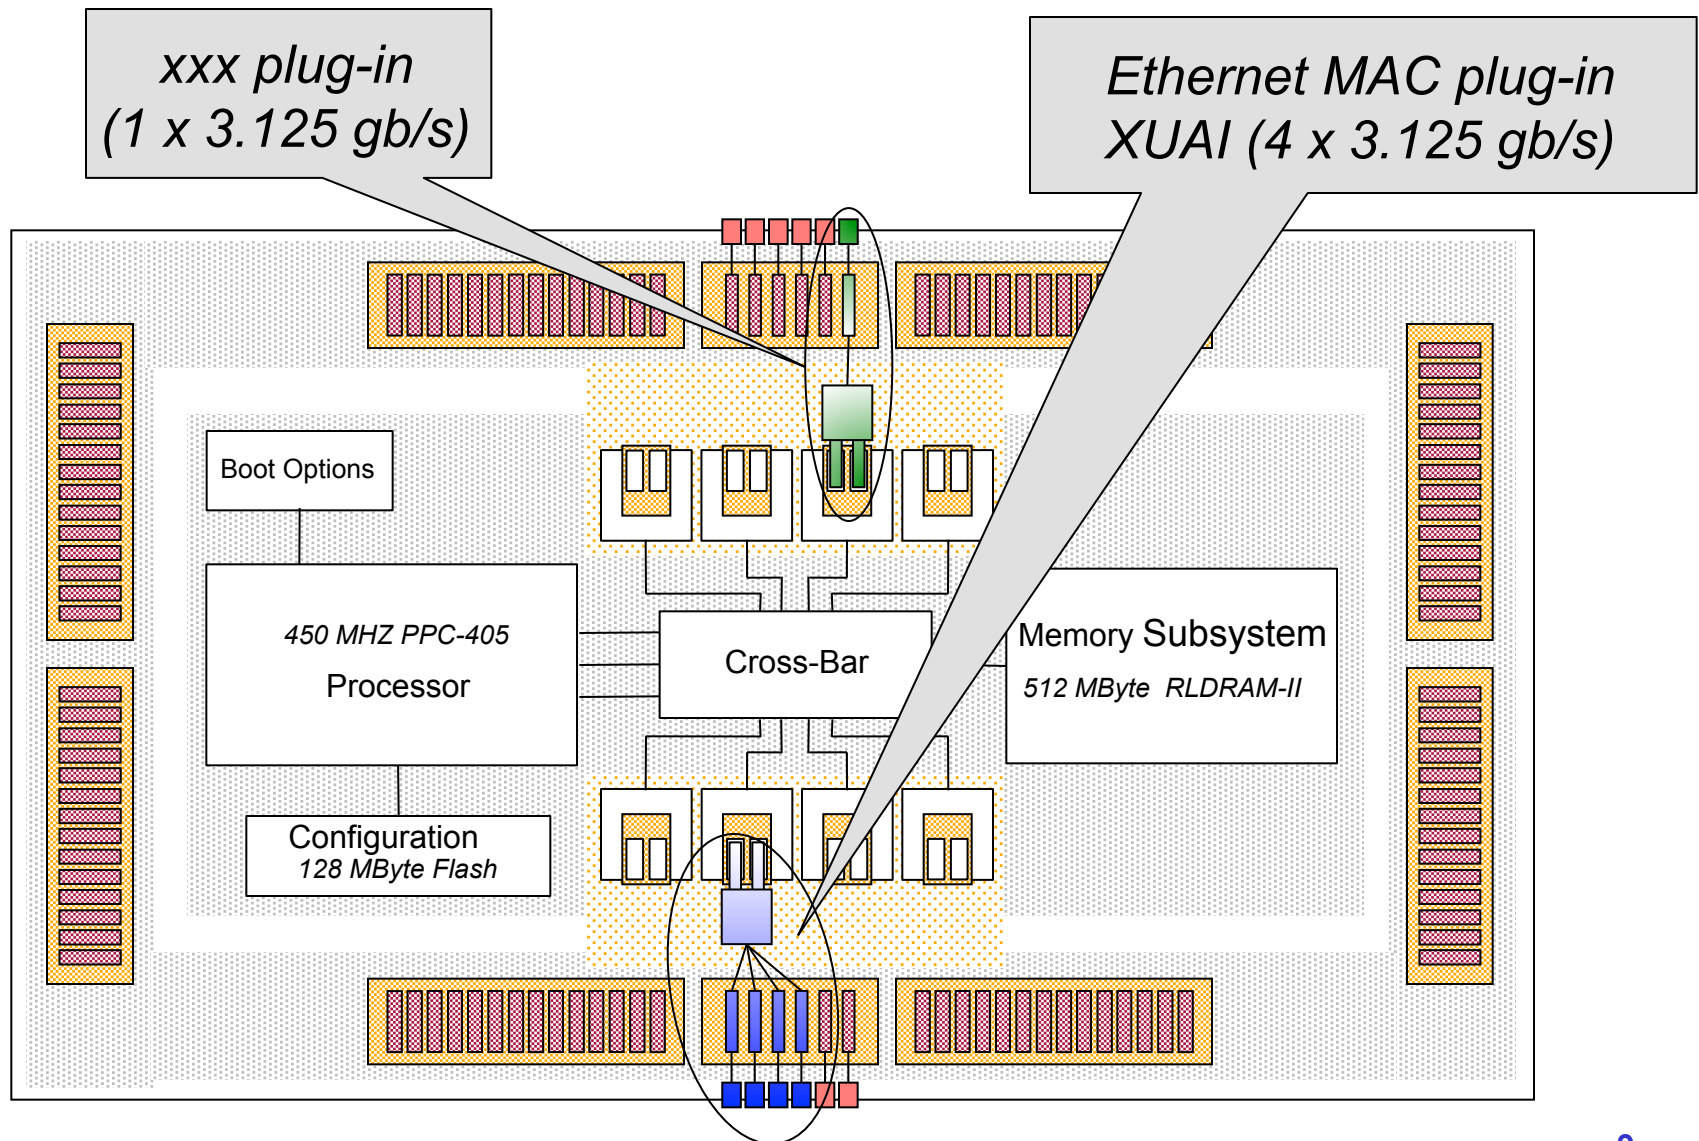 xxx plug-in
(1 x 3.125 gb/s)
Ethernet MAC plug-in
XUAI (4 x 3.125 gb/s)
Boot Options
450 MHZ PPC-405
Processor
Cross-Bar
Memory Subsystem
512 MByte RLDRAM-II
Configuration
128 MByte Flash